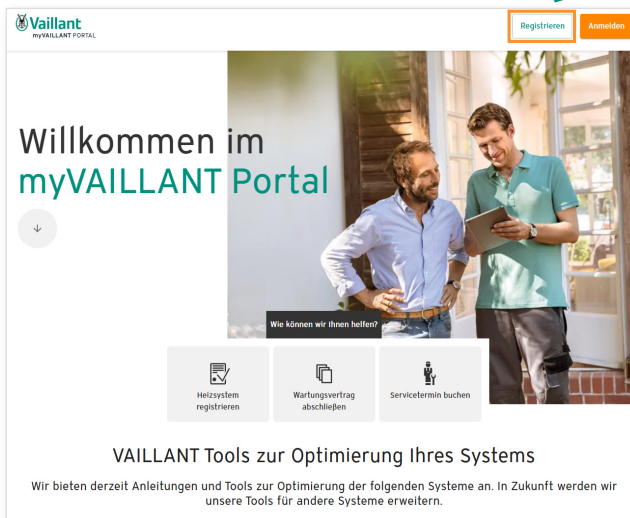 Vaillant
myVAILLANT PORTAL
Registrieren
Anmelden
Willkommen im
myVAILLANT Portal
Wie können wir Ihnen helfen?
Heizsystem
registrieren
Wartungsvertrag
abschließen
Servicetermin buchen
VAILLANT Tools zur Optimierung Ihres Systems
Wir bieten derzeit Anleitungen und Tools zur Optimierung der folgenden Systeme an. In Zukunft werden wir
unsere Tools für andere Systeme erweitern.